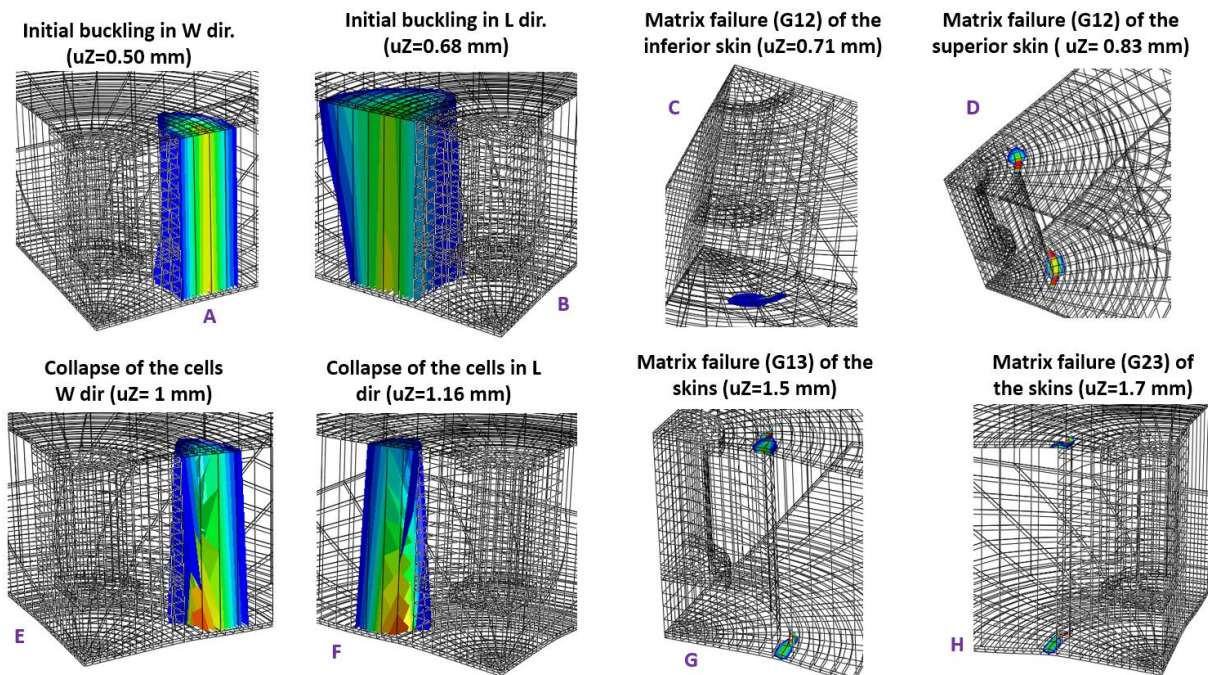 Initial buckling in W dir.
(uZ=0.50 mm)
Initial buckling in L dir.
(uZ=0.68 mm)
Matrix failure (G12) of the
inferior skin (uZ=0.71 mm)
Matrix failure (G12) of the
superior skin ( uZ= 0.83 mm)
A
B
C
D
Collapse of the cells
W dir (uZ= 1 mm)
Collapse of the cells in L
dir (uZ=1.16 mm)
Matrix failure (G13) of the
skins (uZ=1.5 mm)
Matrix failure (G23) of
the skins (uZ=1.7 mm)
E
F
G
H